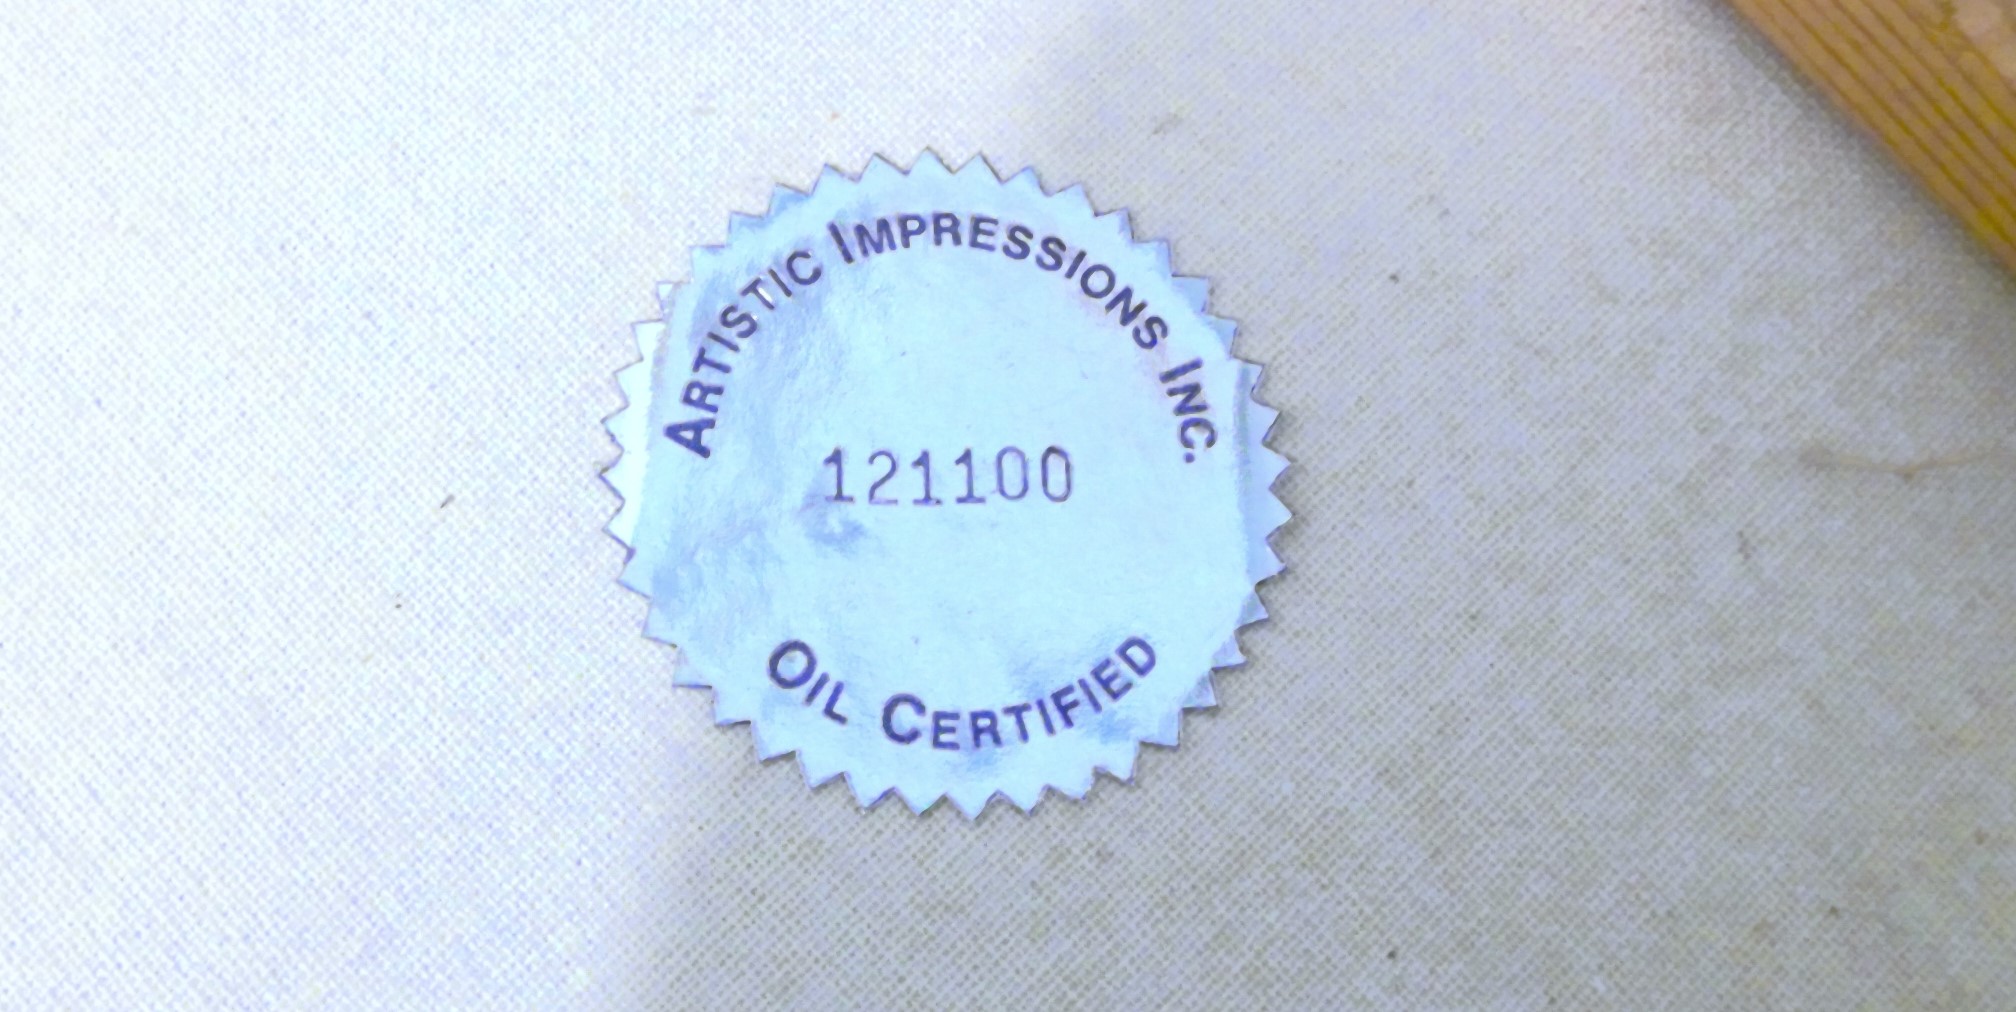 ARTISTIC IMPRESSIONS INC.
121100
OIL CERTIFIED